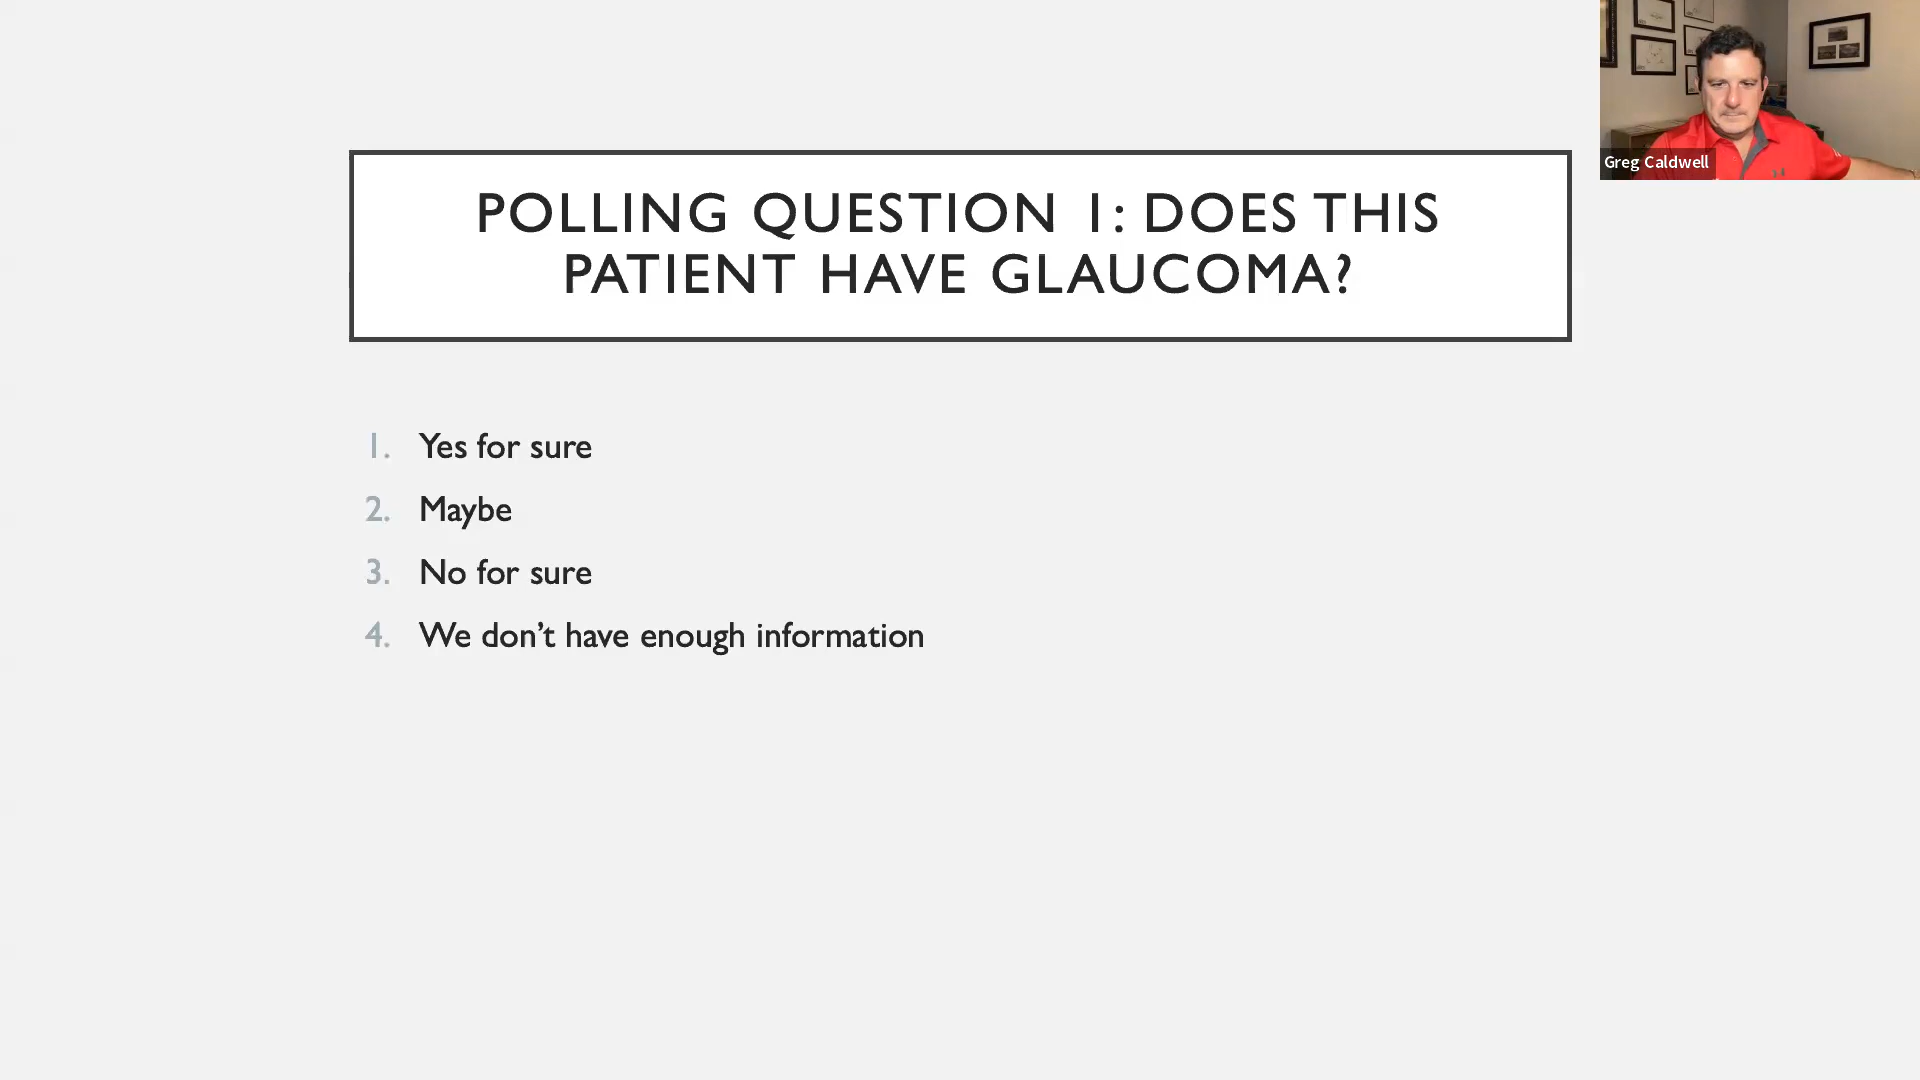 POLLING QUESTION 1: DOES THIS
PATIENT HAVE GLAUCOMA?
1. Yes for sure
2. Maybe
3. No for sure
4. We don’t have enough information
Greg Caldwell